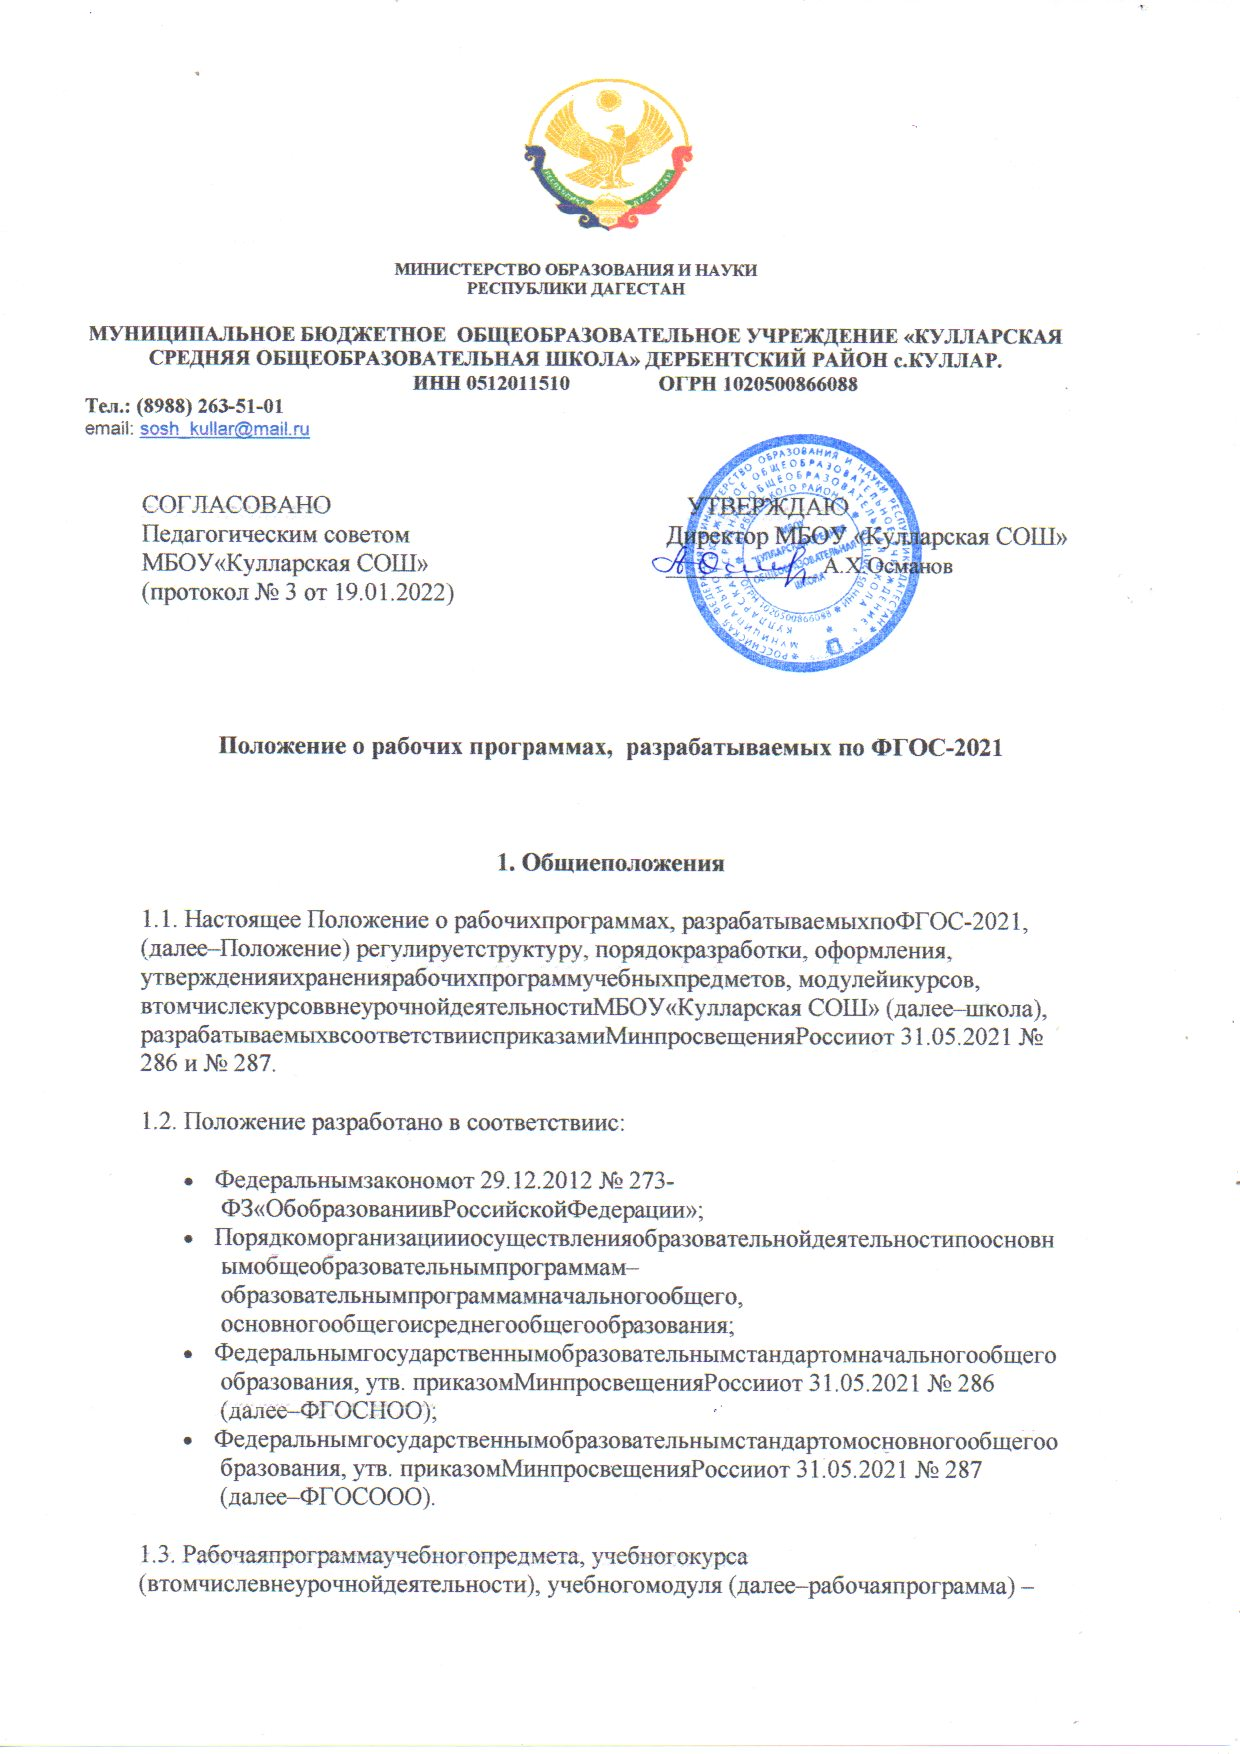 РЕСПУБЛИКА ДАГЕСТАН
МИНИСТЕРСТВО ОБРАЗОВАНИЯ И НАУКИ
РЕСПУБЛИКИ ДАГЕСТАН
МУНИЦИПАЛЬНОЕ БЮДЖЕТНОЕ ОБЩЕОБРАЗОВАТЕЛЬНОЕ УЧРЕЖДЕНИЕ «КУЛЛАРСКАЯ
СРЕДНЯЯ ОБЩЕОБРАЗОВАТЕЛЬНАЯ ШКОЛА» ДЕРБЕНТСКИЙ РАЙОН с.КУЛЛАР.
ИНН 0512011510 ОГРН 1020500866088
Тел.: (8988) 263-51-01
email: sosh_kullar@mail.ru
СОГЛАСОВАНО
Педагогическим советом
МБОУ«Кулларская СОШ»
(протокол № 3 от 19.01.2022)
УТВЕРЖДАЮ
Директор МБОУ «Кулларская СОШ»
А.Х.Османов
Положение о рабочих программах, разрабатываемых по ФГОС-2021
1. Общиеположения
1.1. Настоящее Положение о рабочихпрограммах, разрабатываемыхпоФГОС-2021,
(далее–Положение) регулируетструктуру, порядокразработки, оформления,
утвержденияихранениярабочихпрограммучебныхпредметов, модулейикурсов,
втомчислекурсоввнеурочнойдеятельностиМБОУ«Кулларская СОШ» (далее–школа),
разрабатываемыхвсоответствиисприказамиМинпросвещенияРоссииот 31.05.2021 №
286 и № 287.
1.2. Положение разработано в соответствиис:
• Федеральнымзакономот 29.12.2012 № 273-
ФЗ«ОбобразованиивРоссийскойФедерации»;
• Порядкоморганизациииосуществленияобразовательнойдеятельностипоосновн
ымобщеобразовательнымпрограммам–
образовательнымпрограммамначальногообщего,
основногообщегоисреднегообщегообразования;
• Федеральнымгосударственнымобразовательнымстандартомначальногообщего
образования, утв. приказомМинпросвещенияРоссииот 31.05.2021 № 286
(далее–ФГОСНОО);
• Федеральнымгосударственнымобразовательнымстандартомосновногообщегоо
бразования, утв. приказомМинпросвещенияРоссииот 31.05.2021 № 287
(далее–ФГОСООО).
1.3. Рабочаяпрограммаучебногопредмета, учебногокурса
(втомчислевнеурочнойдеятельности), учебногомодуля (далее–рабочаяпрограмма) –